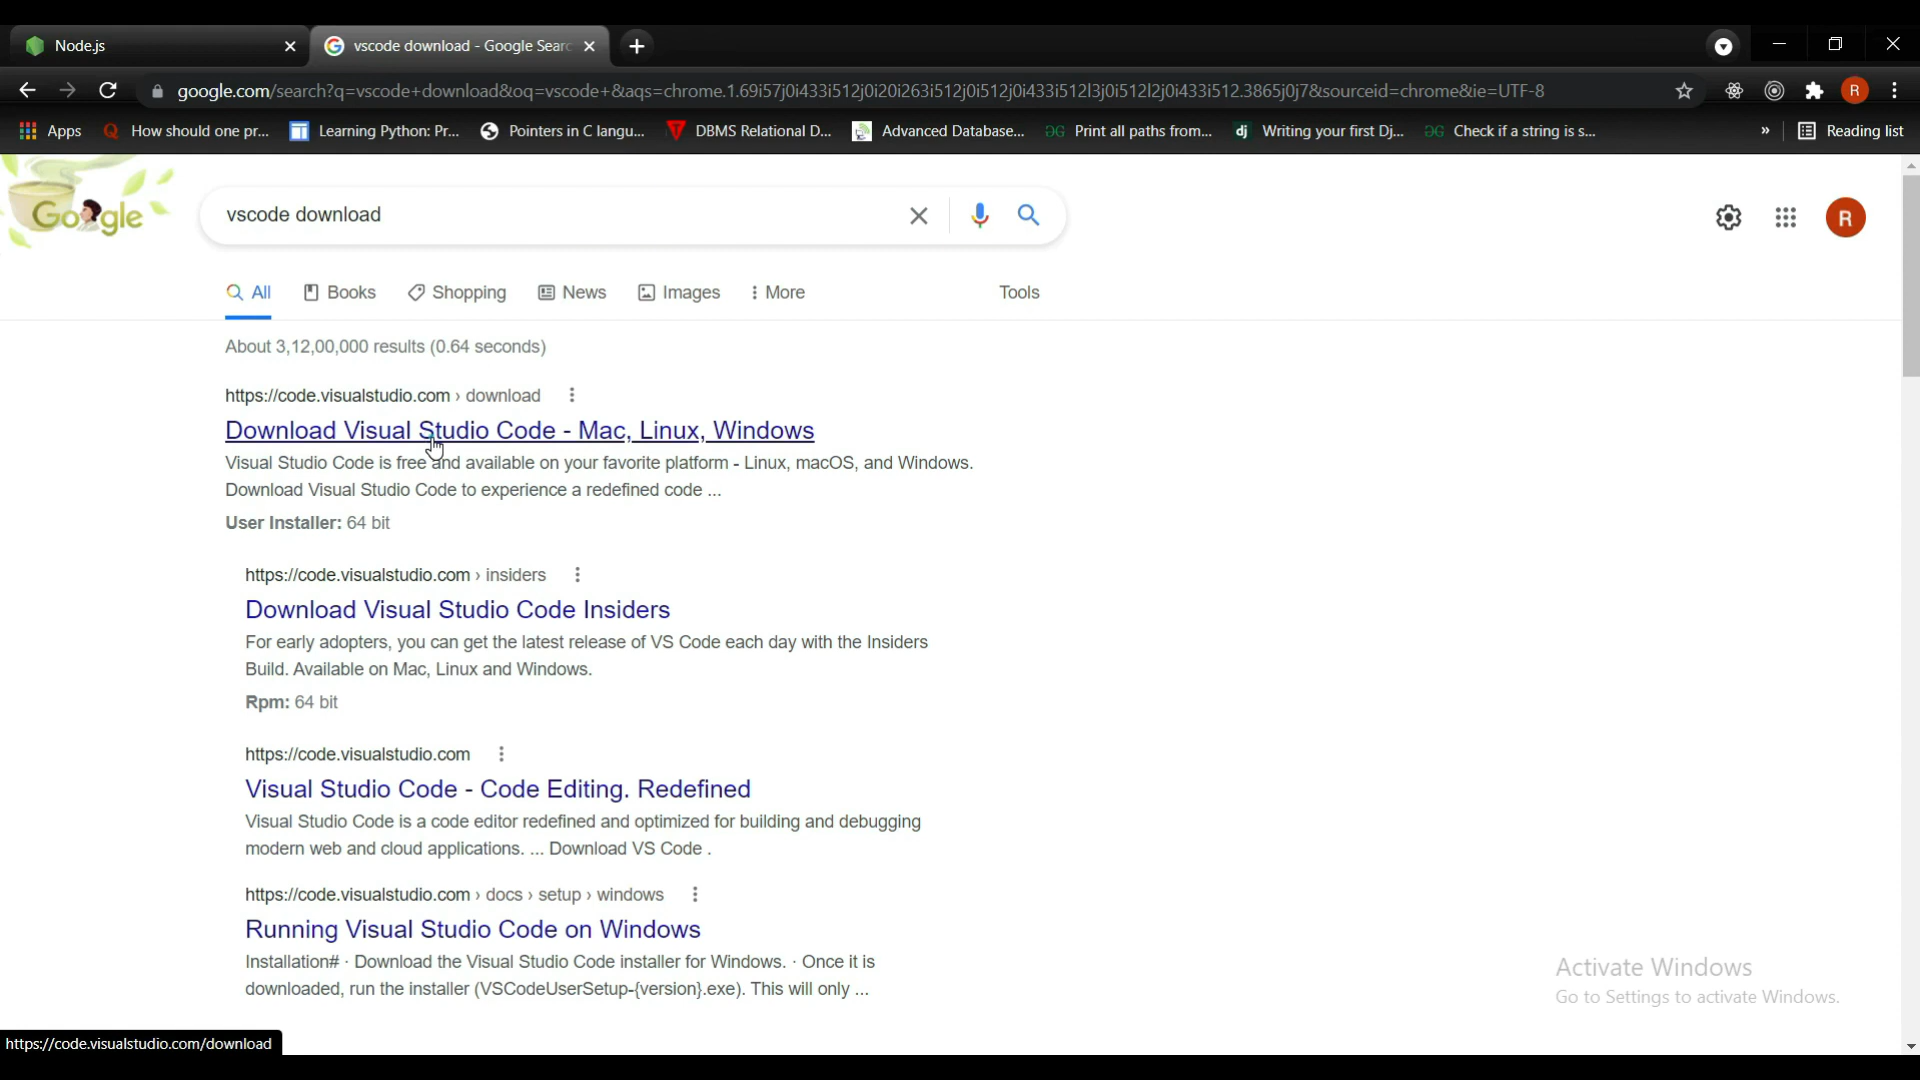 Node.js
vscode download - Google Searc
google.com/search?q=vscode+download&oq=vscode+&aqs=chrome.1.69i57j0i433i512j0i20i263i512j0i512j0i433i512l3j0i512l2j0i433i512.3865j0j7&sourceid=chrome&ie=UTF-8
R
Apps How should one pr... Learning Python: Pr... Pointers in C langu... DBMS Relational D... Advanced Database... Print all paths from... dj Writing your first Dj... Check if a string is s... » Reading list
Google
vscode download
R
All Books Shopping News Images More Tools
About 3,12,00,000 results (0.64 seconds)
https://code.visualstudio.com › download
Download Visual Studio Code - Mac, Linux, Windows
Visual Studio Code is free and available on your favorite platform - Linux, macOS, and Windows.
Download Visual Studio Code to experience a redefined code ...
User Installer: 64 bit
https://code.visualstudio.com › insiders
Download Visual Studio Code Insiders
For early adopters, you can get the latest release of VS Code each day with the Insiders
Build. Available on Mac, Linux and Windows.
Rpm: 64 bit
https://code.visualstudio.com
Visual Studio Code - Code Editing. Redefined
Visual Studio Code is a code editor redefined and optimized for building and debugging
modern web and cloud applications. ... Download VS Code .
https://code.visualstudio.com › docs › setup › windows
Running Visual Studio Code on Windows
Installation# · Download the Visual Studio Code installer for Windows. · Once it is
downloaded, run the installer (VSCodeUserSetup-{version}.exe). This will only ...
Activate Windows
Go to Settings to activate Windows.
https://code.visualstudio.com/download